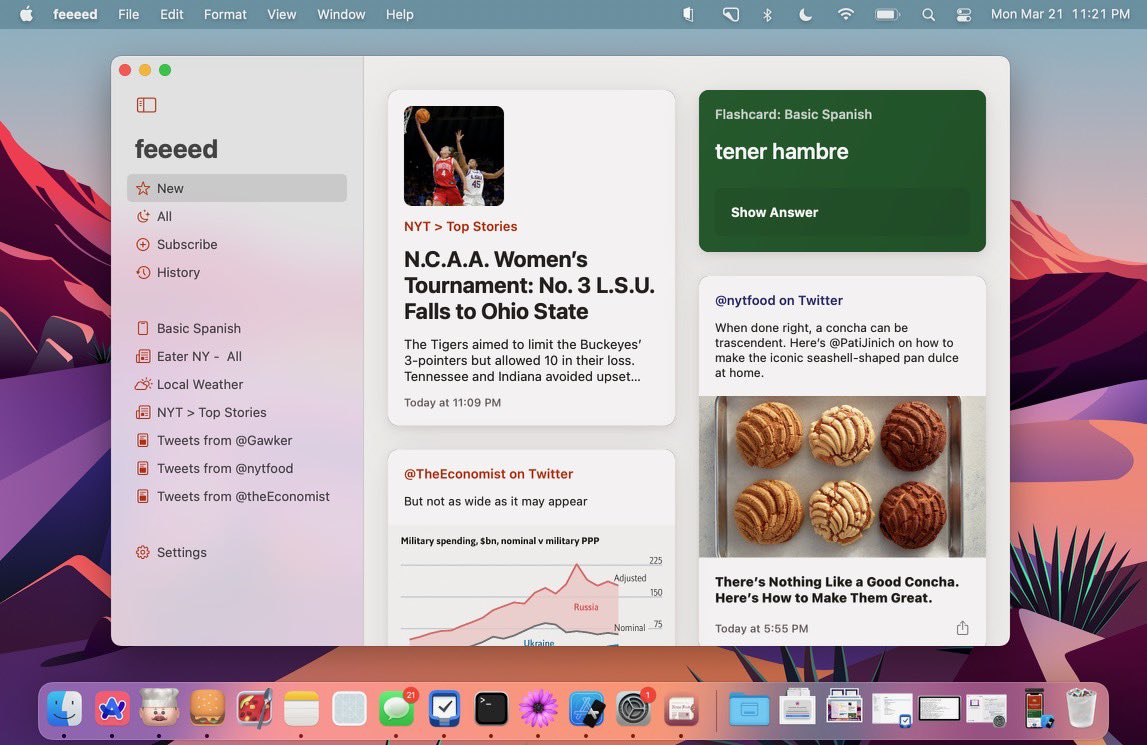 feeeed File Edit Format View Window Help
Mon Mar 21 11:21 PM
feeeed
New
All
Subscribe
History
Basic Spanish
Eater NY - All
Local Weather
NYT > Top Stories
Tweets from @Gawker
Tweets from @nytfood
Tweets from @theEconomist
Settings
NYT > Top Stories
N.C.A.A. Women’s
Tournament: No. 3 L.S.U.
Falls to Ohio State
The Tigers aimed to limit the Buckeyes’
3-pointers but allowed 10 in their loss.
Tennessee and Indiana avoided upset…
Today at 11:09 PM
@TheEconomist on Twitter
But not as wide as it may appear
Military spending, $bn, nominal v military PPP
225
Adjusted
150
Russia
Nominal
75
Ukraine
Flashcard: Basic Spanish
tener hambre
Show Answer
@nytfood on Twitter
When done right, a concha can be
trascendent. Here’s @PatiJinich on how to
make the iconic seashell-shaped pan dulce
at home.
There’s Nothing Like a Good Concha.
Here’s How to Make Them Great.
Today at 5:55 PM
21
1